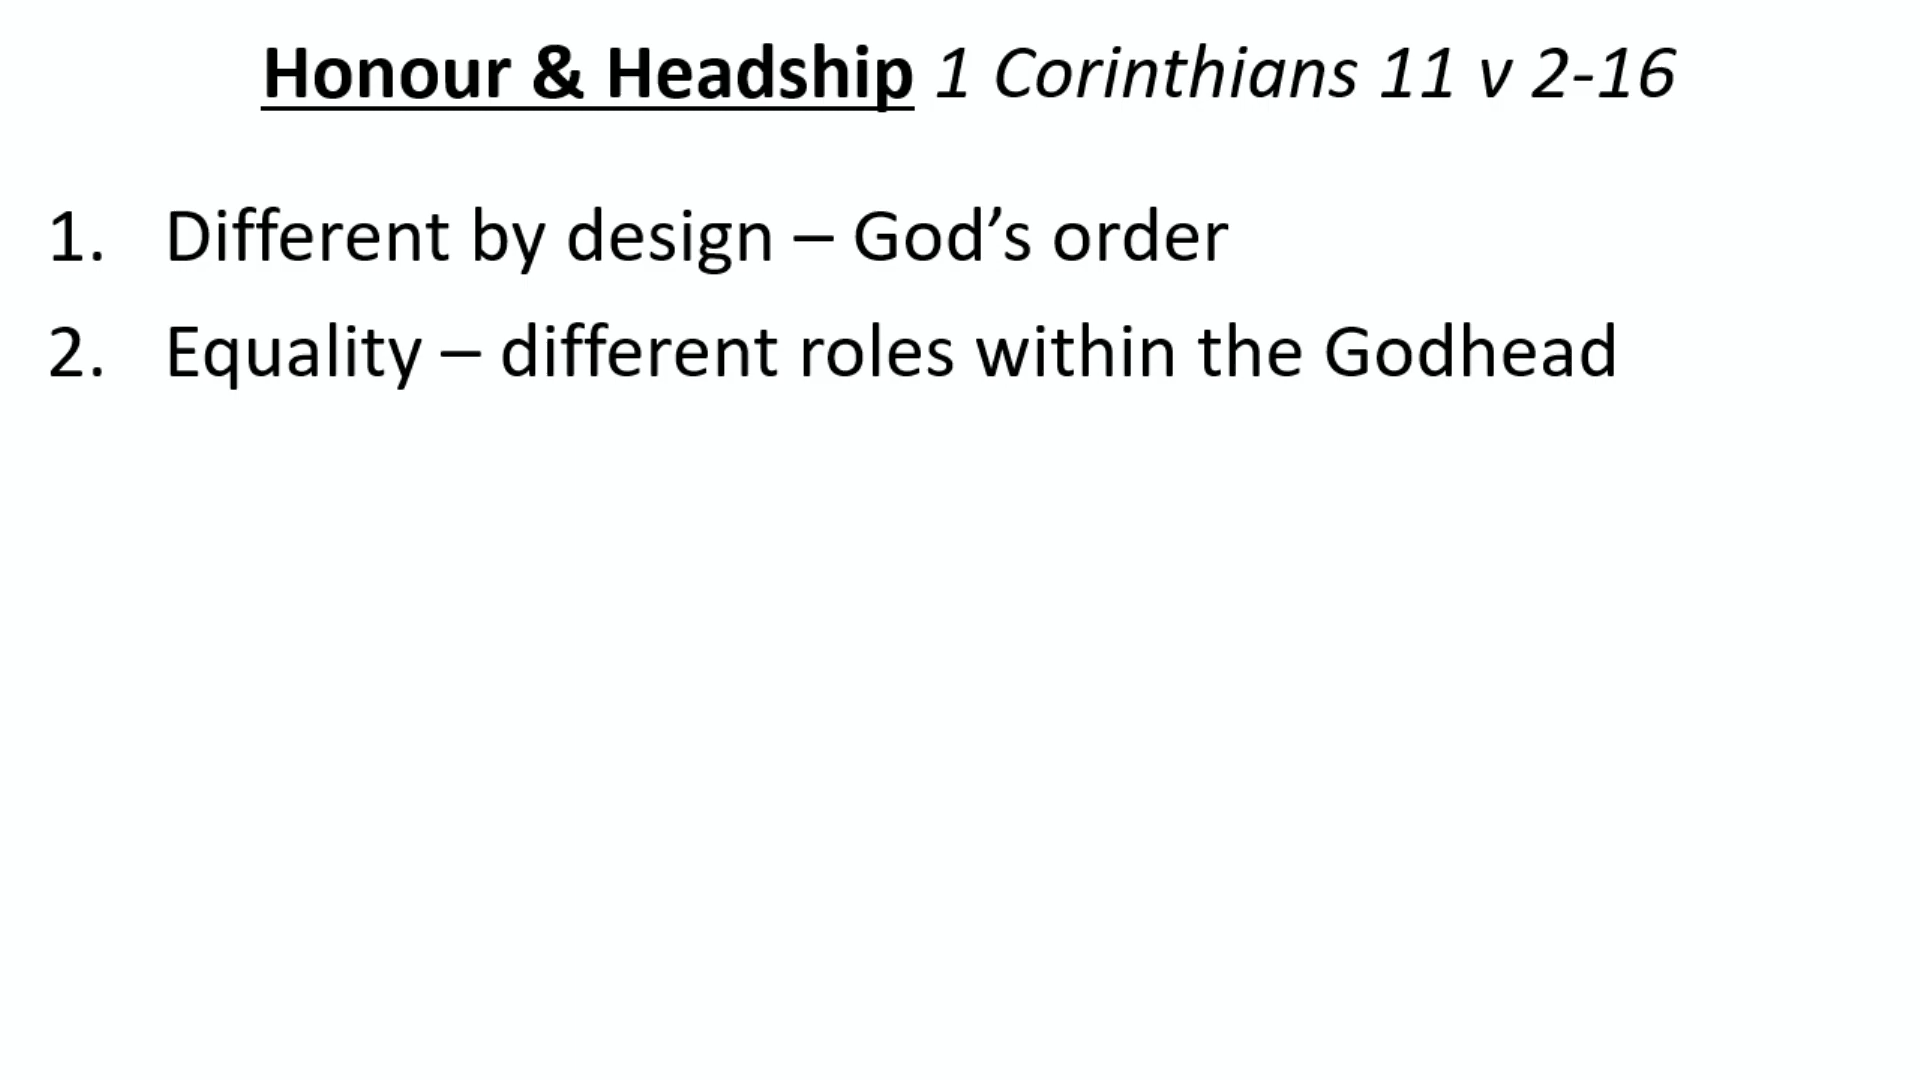 Honour & Headship 1 Corinthians 11 v 2-16
1. Different by design – God’s order
2. Equality – different roles within the Godhead